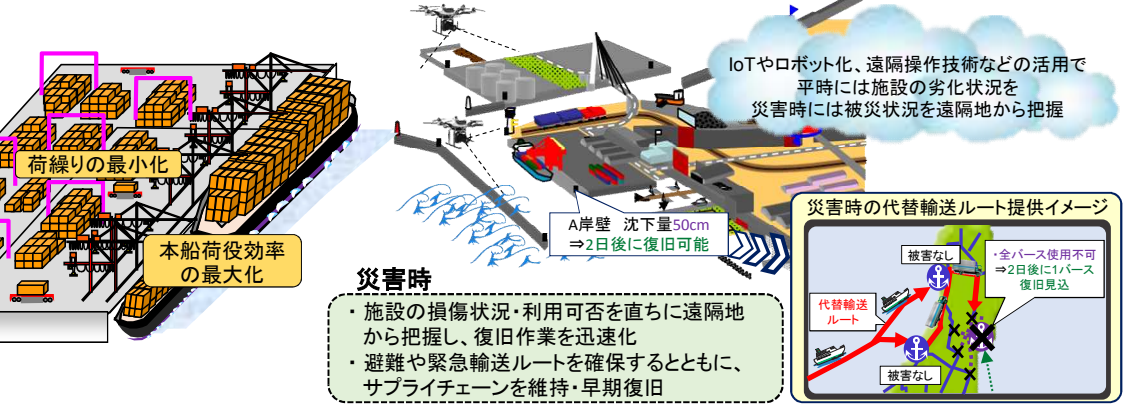 荷繰りの最小化
本船荷役効率
の最大化
IoTやロボット化、遠隔操作技術などの活用で
平時には施設の劣化状況を
災害時には被災状況を遠隔地から把握
A岸壁 沈下量50cm
⇒2日後に復旧可能
災害時
・施設の損傷状況・利用可否を直ちに遠隔地
から把握し、復旧作業を迅速化
・避難や緊急輸送ルートを確保するとともに、
サプライチェーンを維持・早期復旧
災害時の代替輸送ルート提供イメージ
被害なし
・全バース使用不可
⇒2日後に1バース
復旧見込
代替輸送
ルート
被害なし